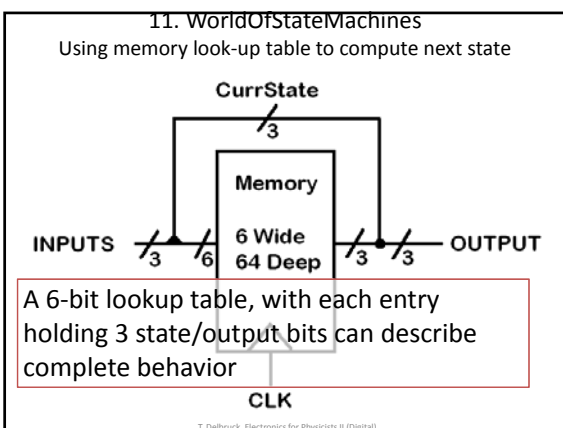 11. WorldOfStateMachines
Using memory look-up table to compute next state
CurrState
3
Memory
INPUTS 3 6 6 Wide 3 3 OUTPUT
64 Deep
A 6-bit lookup table, with each entry
holding 3 state/output bits can describe
complete behavior
CLK
T. Delbruck, Electronics for Physicists II (Digital)